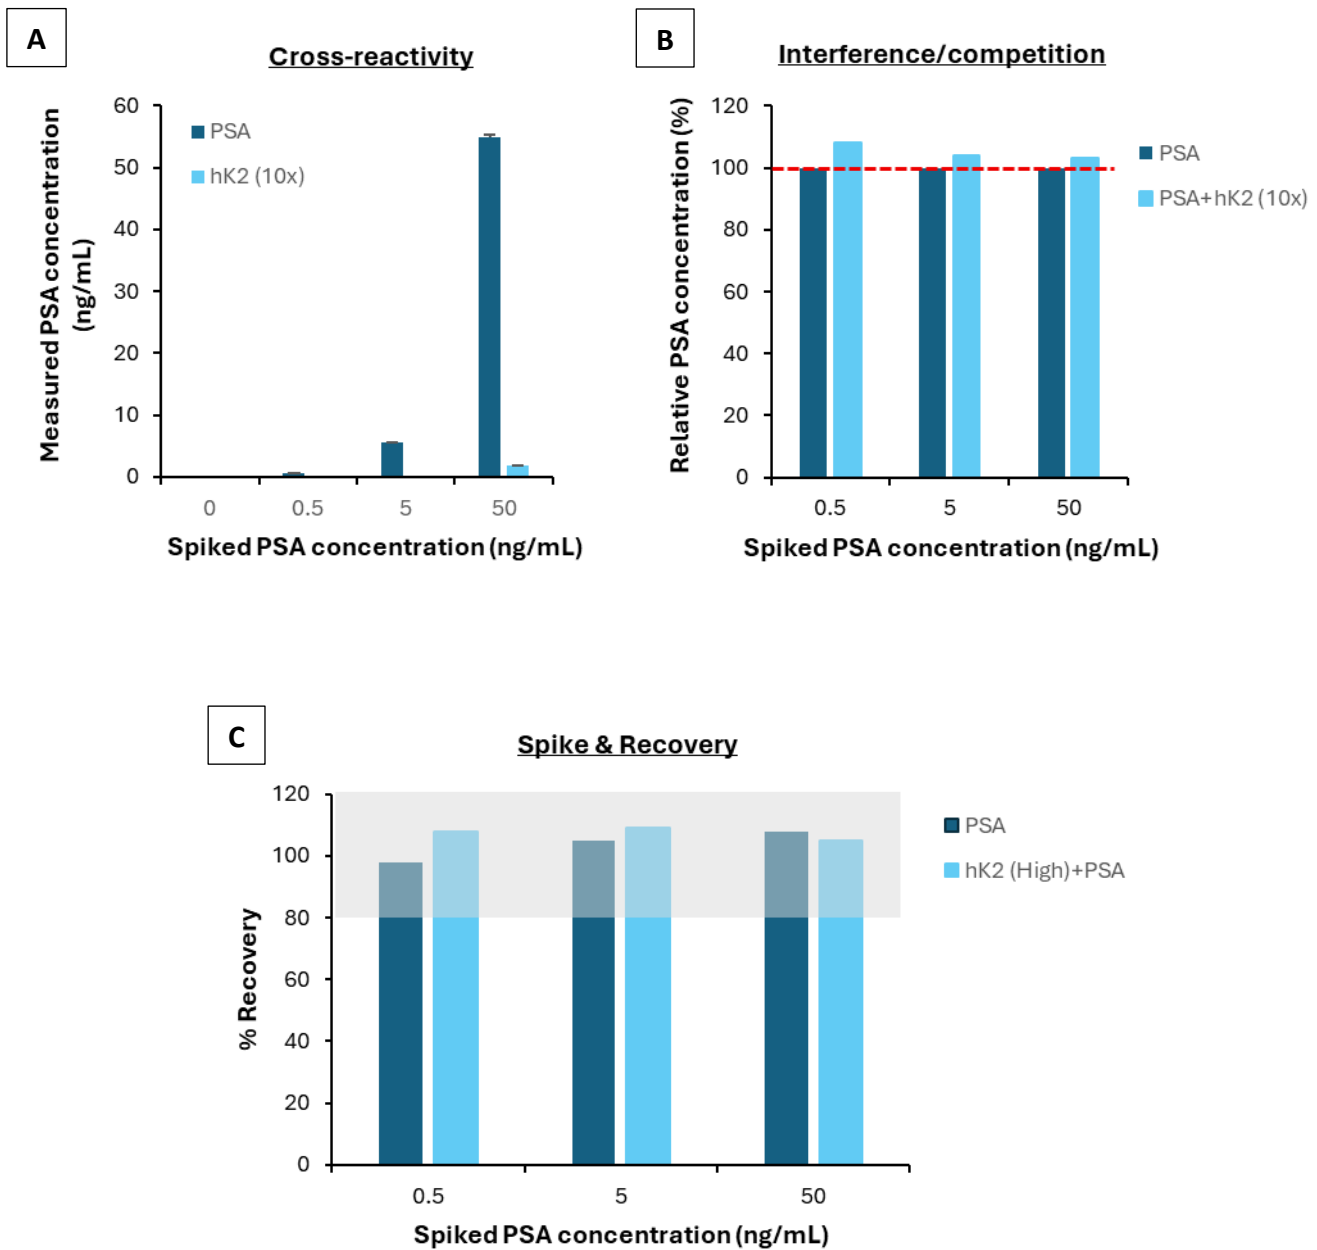 A
Cross-reactivity
Measured PSA concentration
(ng/mL)
60
50
40
30
20
10
0
PSA
hK2 (10x)
0 0.5 5 50
Spiked PSA concentration (ng/mL)
B
Interference/competition
Relative PSA concentration (%)
120
100
80
60
40
20
0
PSA
PSA+hK2 (10x)
0.5 5 50
Spiked PSA concentration (ng/mL)
C
Spike & Recovery
% Recovery
120
100
80
60
40
20
0
PSA
hK2 (High)+PSA
0.5 5 50
Spiked PSA concentration (ng/mL)